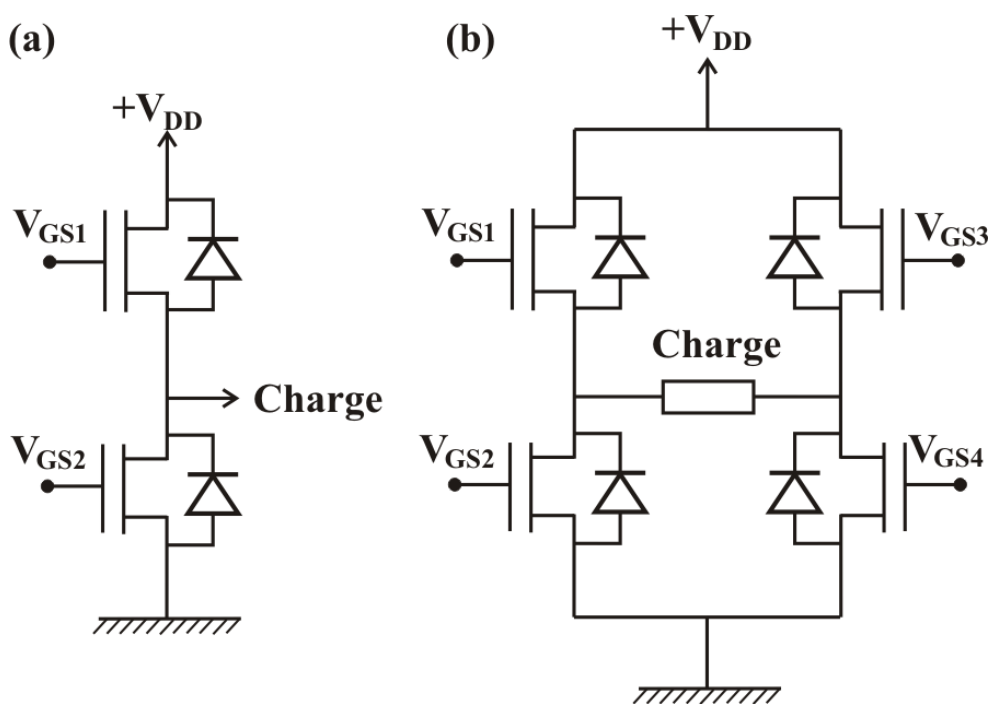 (a)
+VDD
VGS1
Charge
VGS2
(b)
+VDD
VGS1
VGS3
Charge
VGS2
VGS4